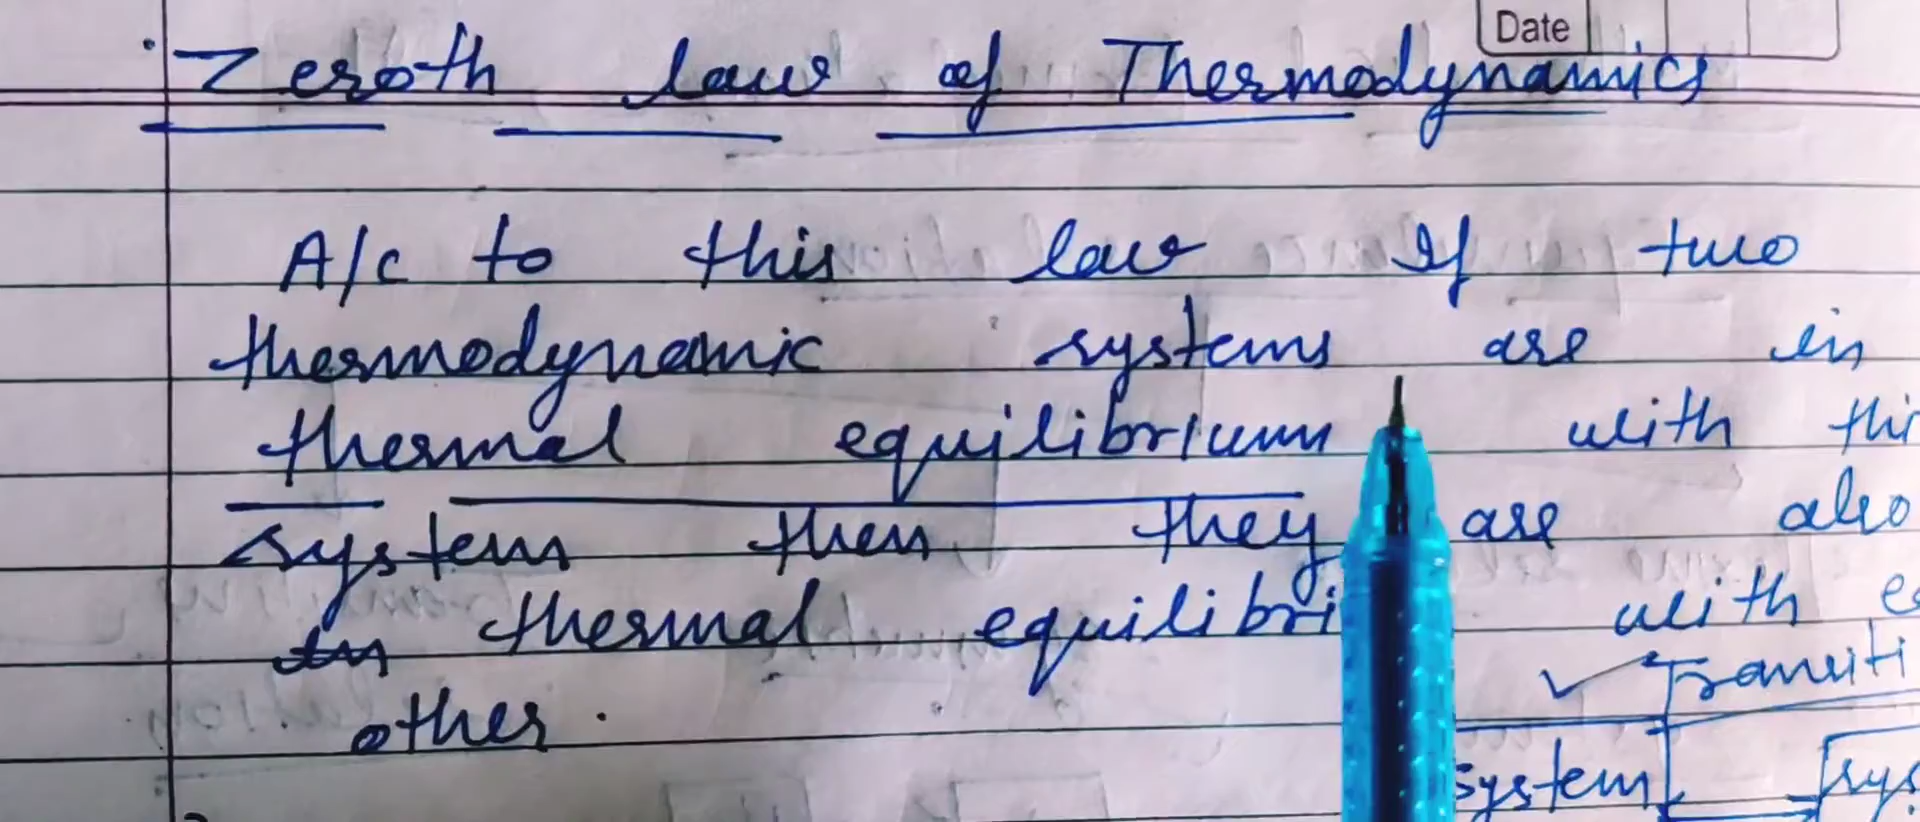 Date
Zeroth law of Thermodynamics
A/c to this law If two
thermodynamic systems are in
thermal equilibrium with
system then they are also
in thermal equilibri with
other.
system